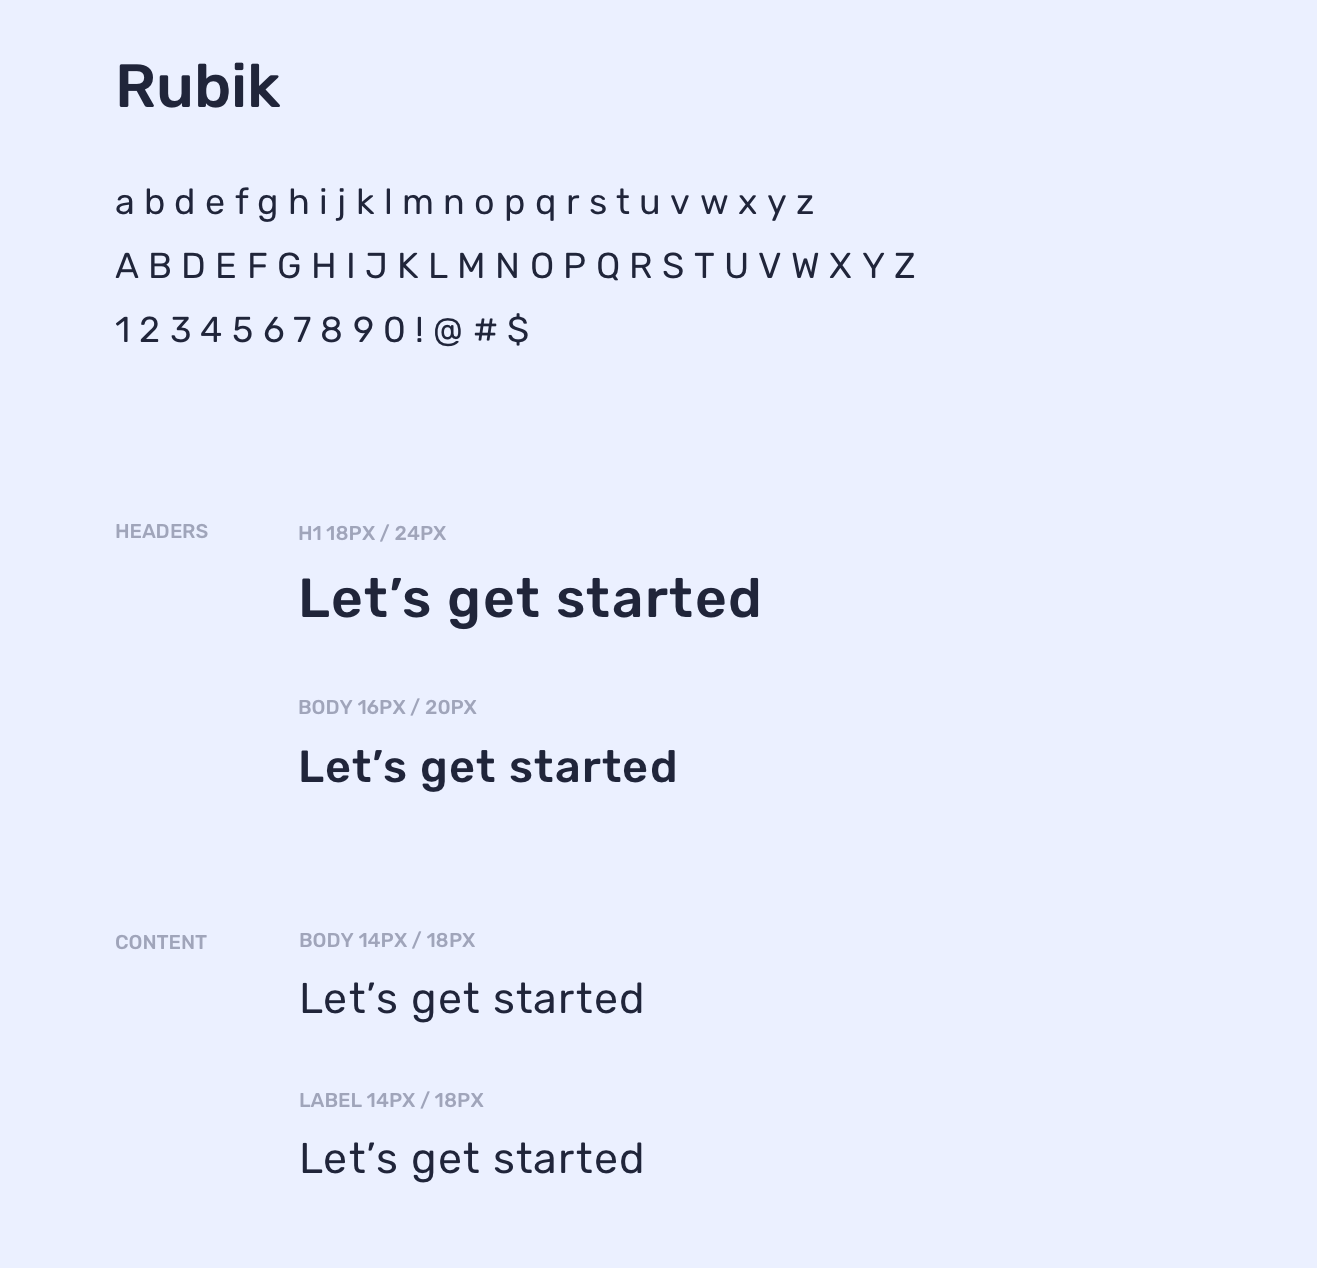 Rubik
a b d e f g h i j k l m n o p q r s t u v w x y z
A B D E F G H I J K L M N O P Q R S T U V W X Y Z
1 2 3 4 5 6 7 8 9 0 ! @ # $
HEADERS
H1 18PX / 24PX
Let’s get started
BODY 16PX / 20PX
Let’s get started
CONTENT
BODY 14PX / 18PX
Let’s get started
LABEL 14PX / 18PX
Let’s get started